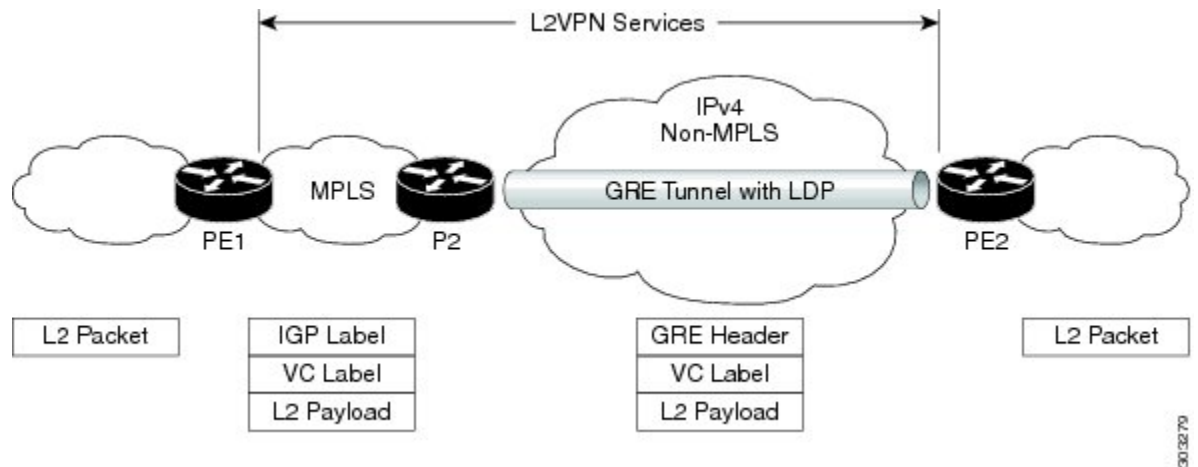 L2VPN Services
IPv4
Non-MPLS
MPLS
GRE Tunnel with LDP
PE1
P2
PE2
L2 Packet
IGP Label
VC Label
L2 Payload
GRE Header
VC Label
L2 Payload
L2 Packet
303279